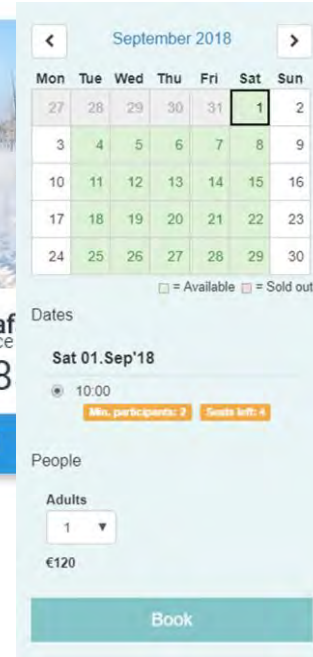 September 2018
Mon Tue Wed Thu Fri Sat Sun
27 28 29 30 31 1 2
3 4 5 6 7 8 9
10 11 12 13 14 15 16
17 18 19 20 21 22 23
24 25 26 27 28 29 30
= Available = Sold out
Dates
Sat 01.Sep'18
10:00
Min. participants: 2 Seats left: 4
People
Adults
1
€120
Book